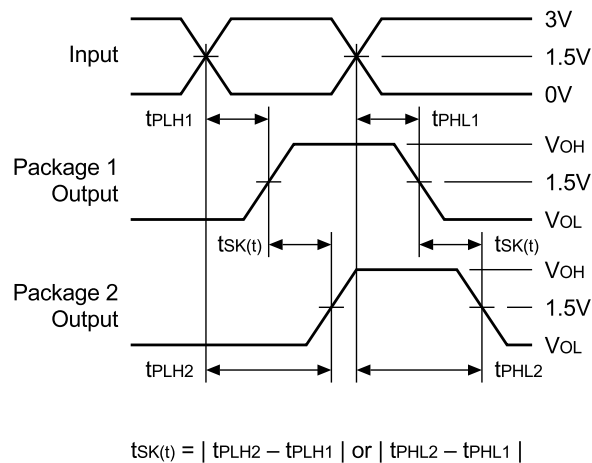 3V
Input
1.5V
0V
tPLH1
tPHL1
VOH
Package 1
Output
1.5V
VOL
tSK(t)
tSK(t)
VOH
Package 2
Output
1.5V
VOL
tPLH2
tPHL2
tSK(t) = | tPLH2 – tPLH1 | or | tPHL2 – tPHL1 |